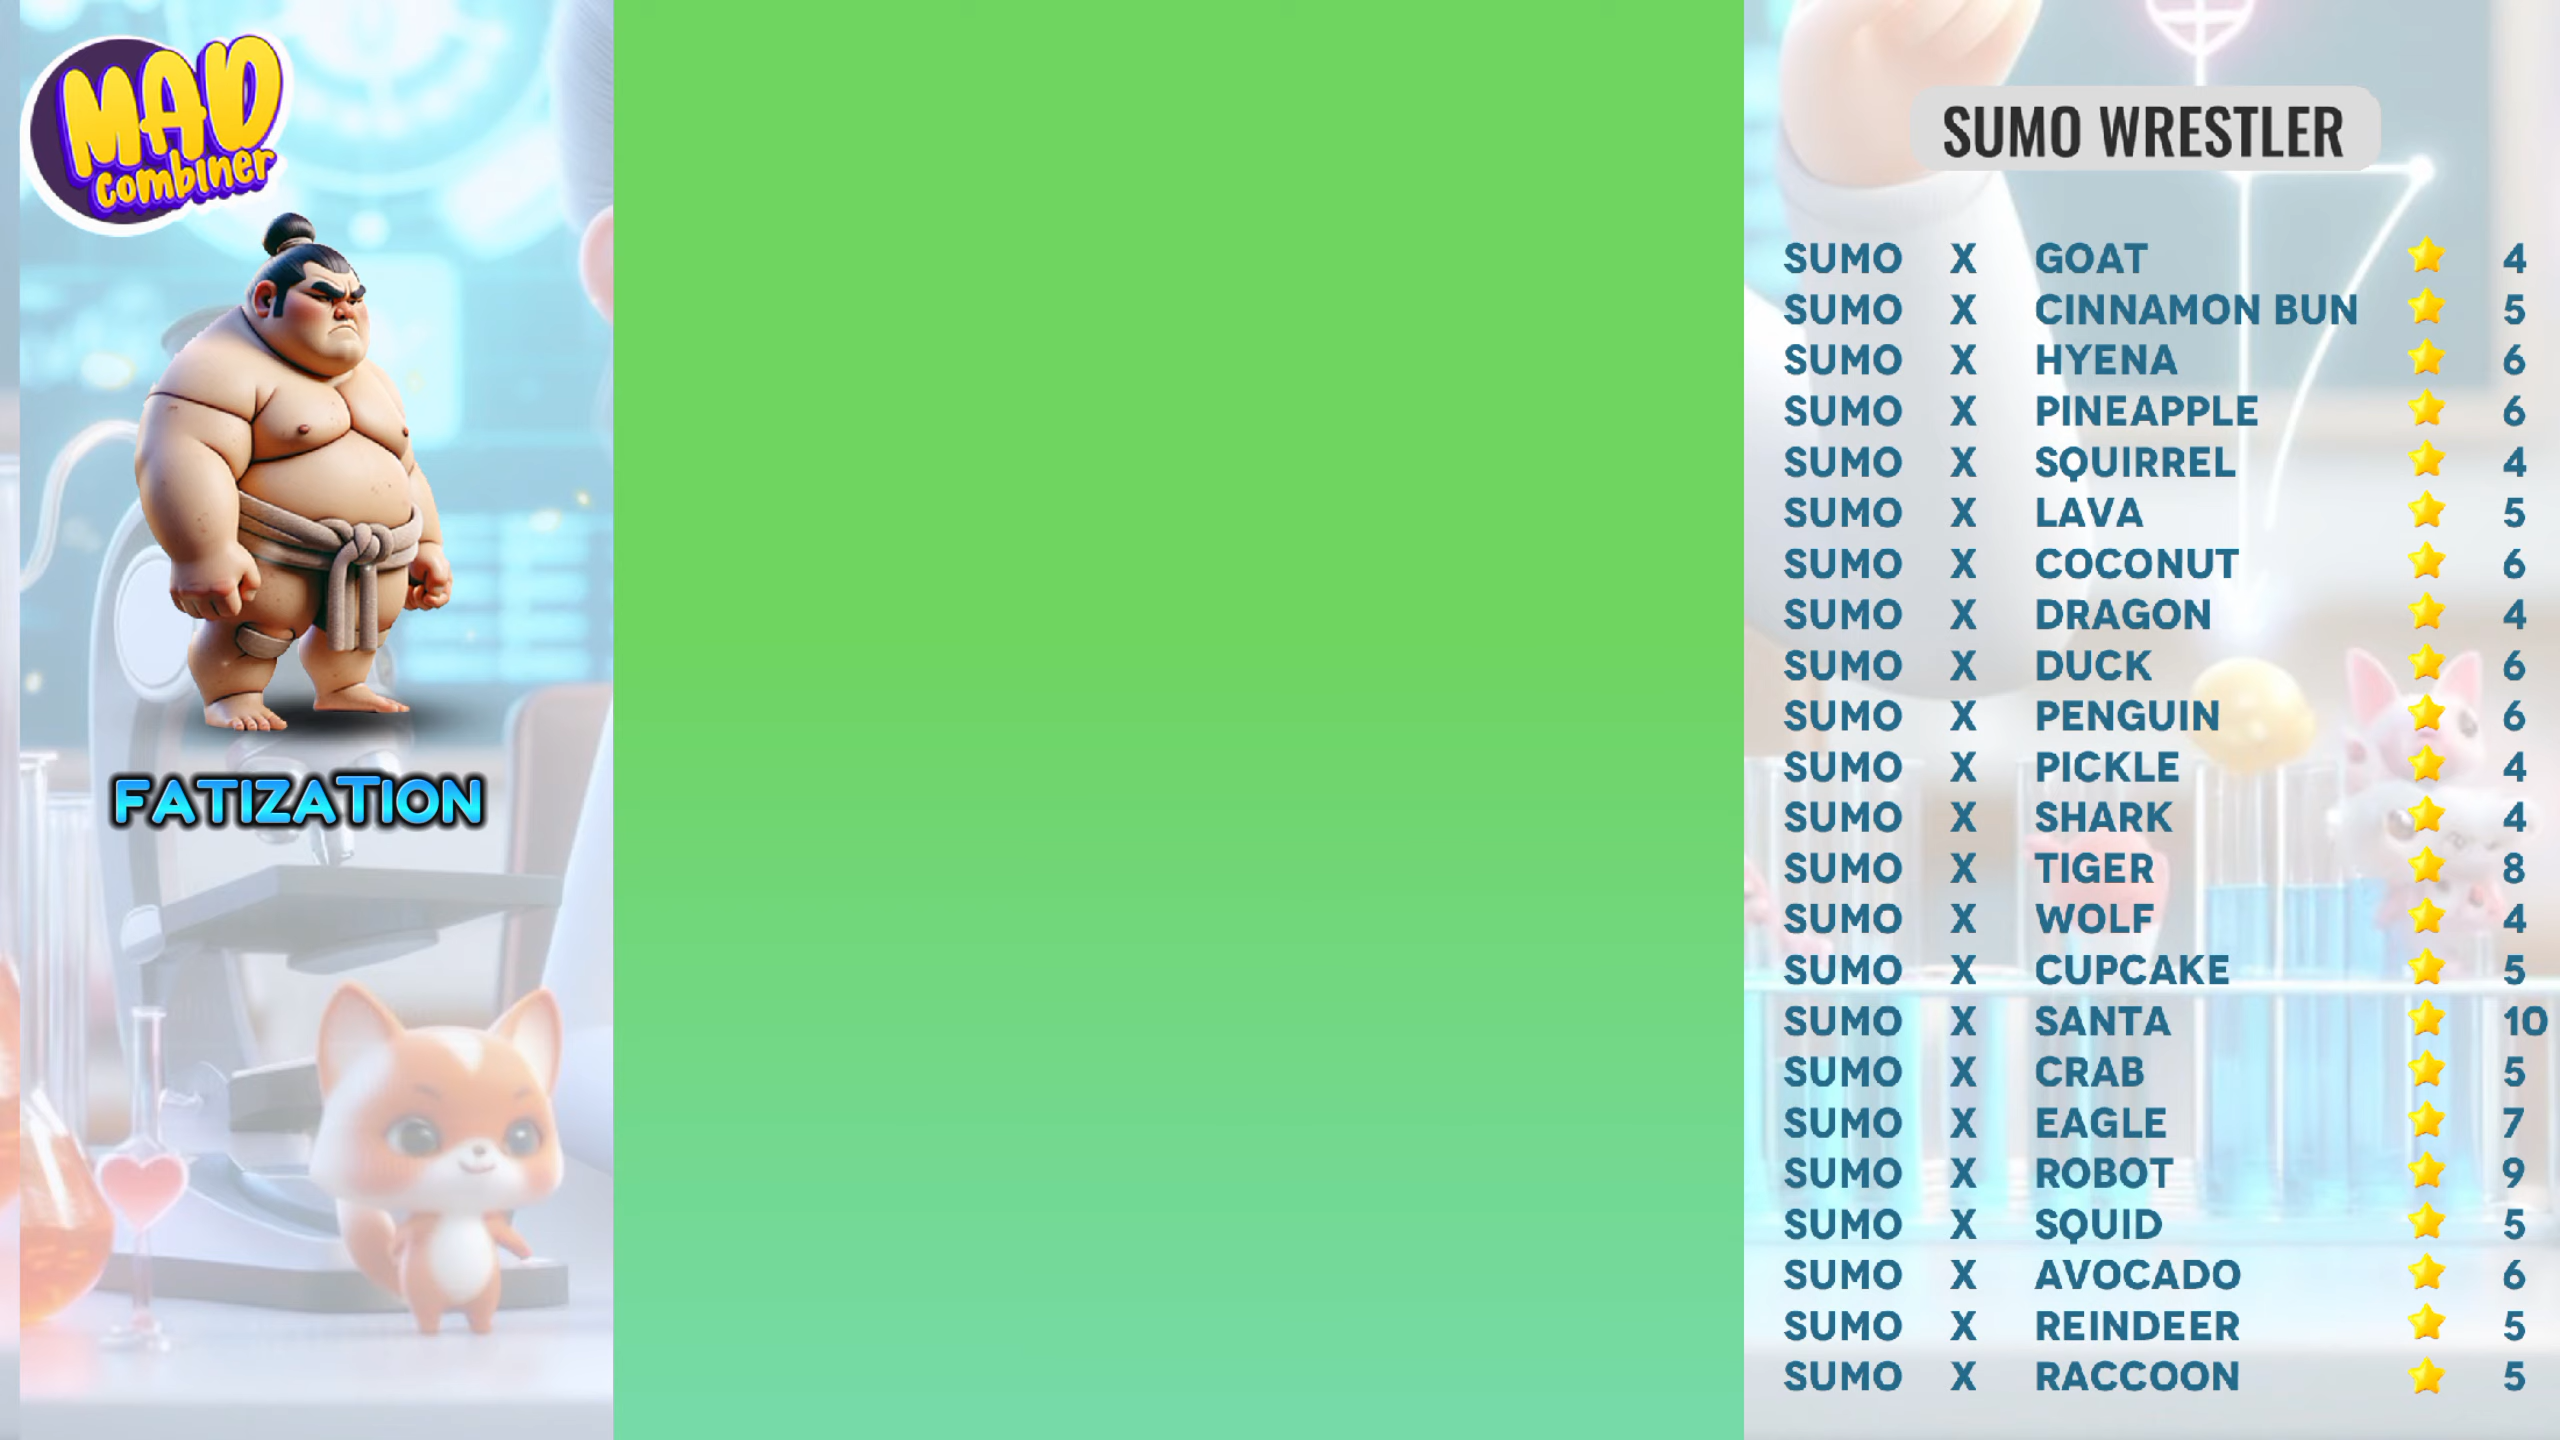 MAD
combiner
FATIZATION
SUMO WRESTLER
SUMO X GOAT 4
SUMO X CINNAMON BUN 5
SUMO X HYENA 6
SUMO X PINEAPPLE 6
SUMO X SQUIRREL 4
SUMO X LAVA 5
SUMO X COCONUT 6
SUMO X DRAGON 4
SUMO X DUCK 6
SUMO X PENGUIN 6
SUMO X PICKLE 4
SUMO X SHARK 4
SUMO X TIGER 8
SUMO X WOLF 4
SUMO X CUPCAKE 5
SUMO X SANTA 10
SUMO X CRAB 5
SUMO X EAGLE 7
SUMO X ROBOT 9
SUMO X SQUID 5
SUMO X AVOCADO 6
SUMO X REINDEER 5
SUMO X RACCOON 5